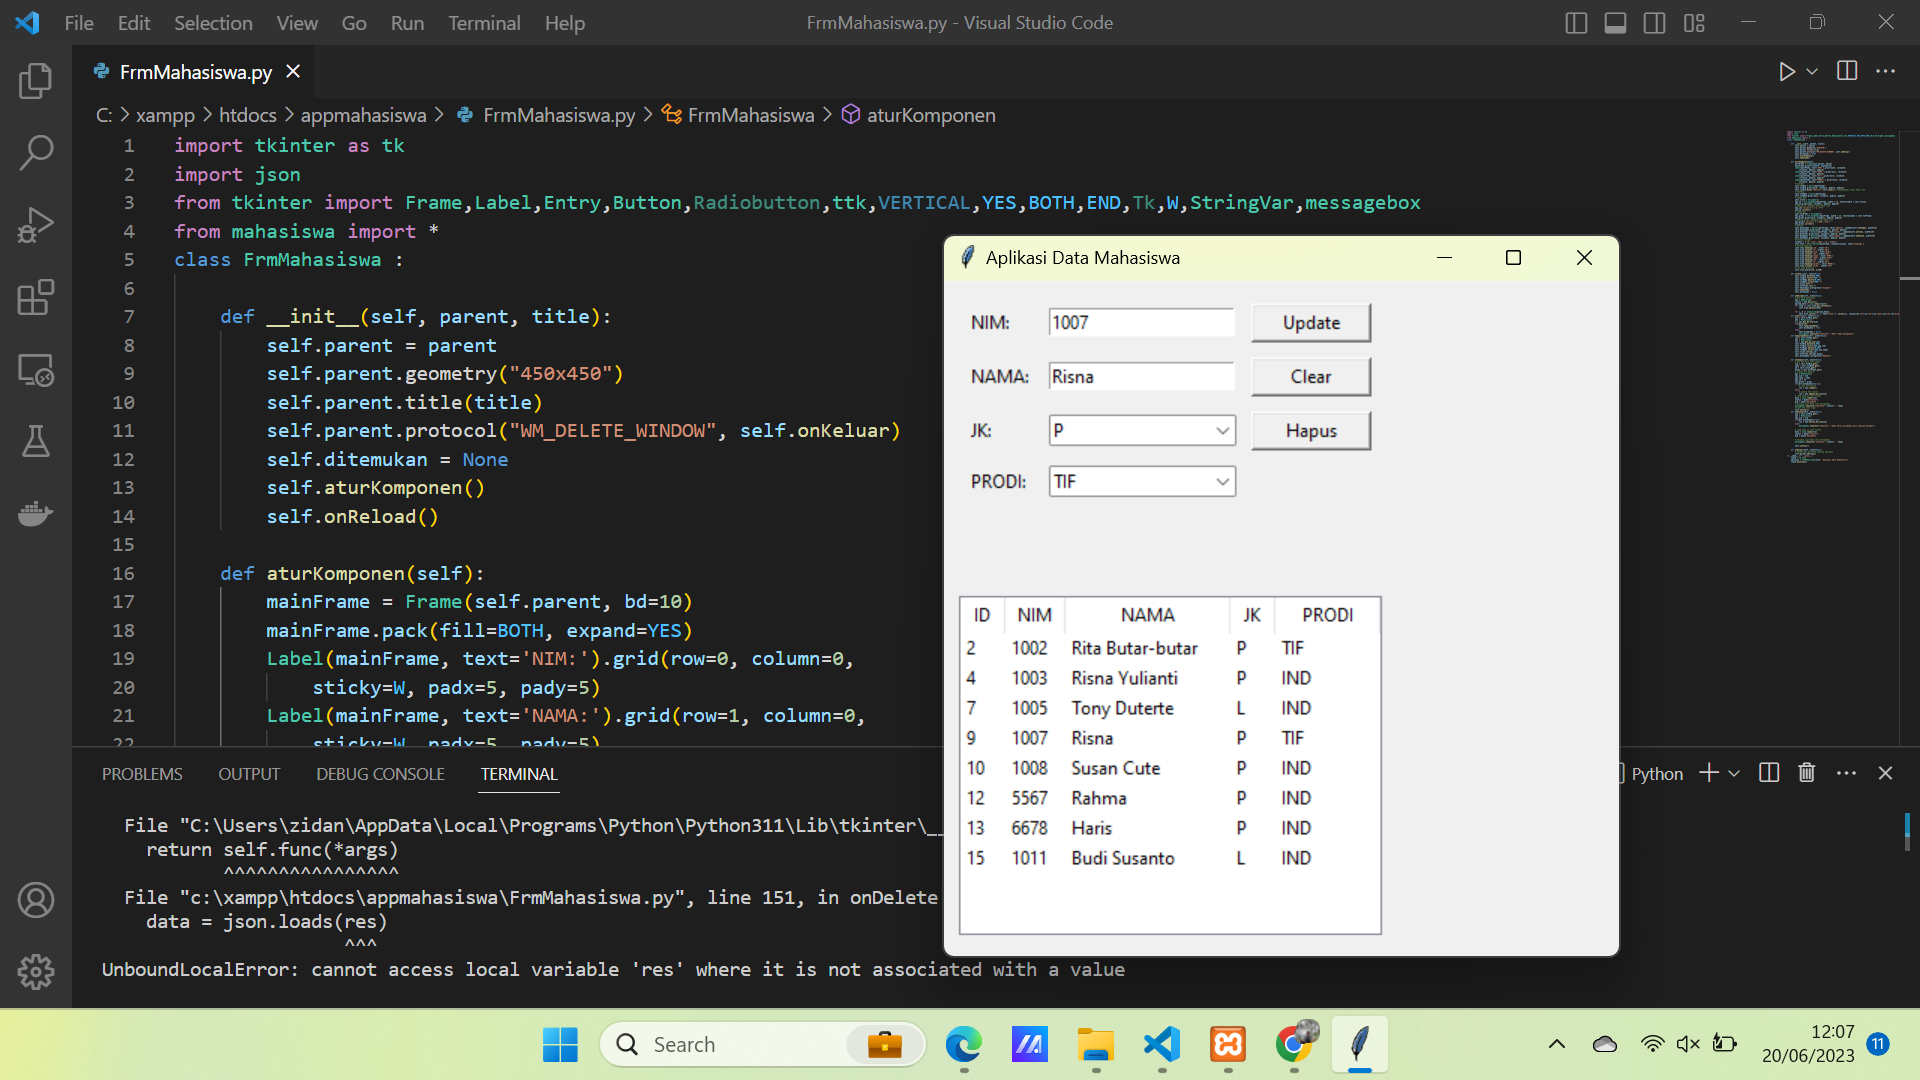 File Edit Selection View Go Run Terminal Help
FrmMahasiswa.py - Visual Studio Code
FrmMahasiswa.py
C: > xampp > htdocs > appmahasiswa > FrmMahasiswa.py > FrmMahasiswa > aturKomponen
1 import tkinter as tk
2 import json
3 from tkinter import Frame,Label,Entry,Button,Radiobutton,ttk,VERTICAL,YES,BOTH,END,Tk,W,StringVar,messagebox
4 from mahasiswa import *
5 class FrmMahasiswa :
6
7 def __init__(self, parent, title):
8 self.parent = parent
9 self.parent.geometry("450x450")
10 self.parent.title(title)
11 self.parent.protocol("WM_DELETE_WINDOW", self.onKeluar)
12 self.ditemukan = None
13 self.aturKomponen()
14 self.onReload()
15
16 def aturKomponen(self):
17 mainFrame = Frame(self.parent, bd=10)
18 mainFrame.pack(fill=BOTH, expand=YES)
19 Label(mainFrame, text='NIM:').grid(row=0, column=0,
20 sticky=W, padx=5, pady=5)
21 Label(mainFrame, text='NAMA:').grid(row=1, column=0,
22 sticky=W, padx=5, pady=5)
Aplikasi Data Mahasiswa
NIM: 1007 Update
NAMA: Risna Clear
JK: P Hapus
PRODI: TIF
ID NIM NAMA JK PRODI
2 1002 Rita Butar-butar P TIF
4 1003 Risna Yulianti P IND
7 1005 Tony Duterte L IND
9 1007 Risna P TIF
10 1008 Susan Cute P IND
12 5567 Rahma P IND
13 6678 Haris P IND
15 1011 Budi Susanto L IND
PROBLEMS OUTPUT DEBUG CONSOLE TERMINAL
Python
File "C:\Users\zidan\AppData\Local\Programs\Python\Python311\Lib\tkinter\__
return self.func(*args)
^^^^^^^^^^^^^^^^
File "c:\xampp\htdocs\appmahasiswa\FrmMahasiswa.py", line 151, in onDelete
data = json.loads(res)
^^^
UnboundLocalError: cannot access local variable 'res' where it is not associated with a value
Search
12:07
20/06/2023
11